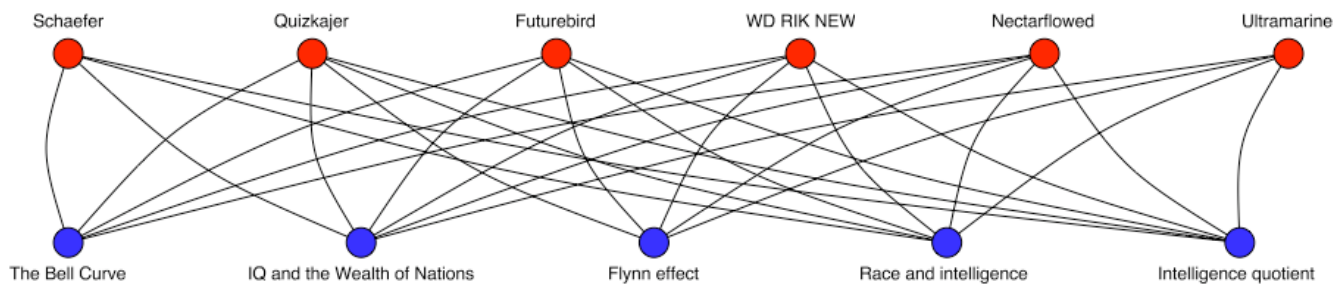 Schaefer
Quizkajer
Futurebird
WD RIK NEW
Nectarflowed
Ultramarine
The Bell Curve
IQ and the Wealth of Nations
Flynn effect
Race and intelligence
Intelligence quotient